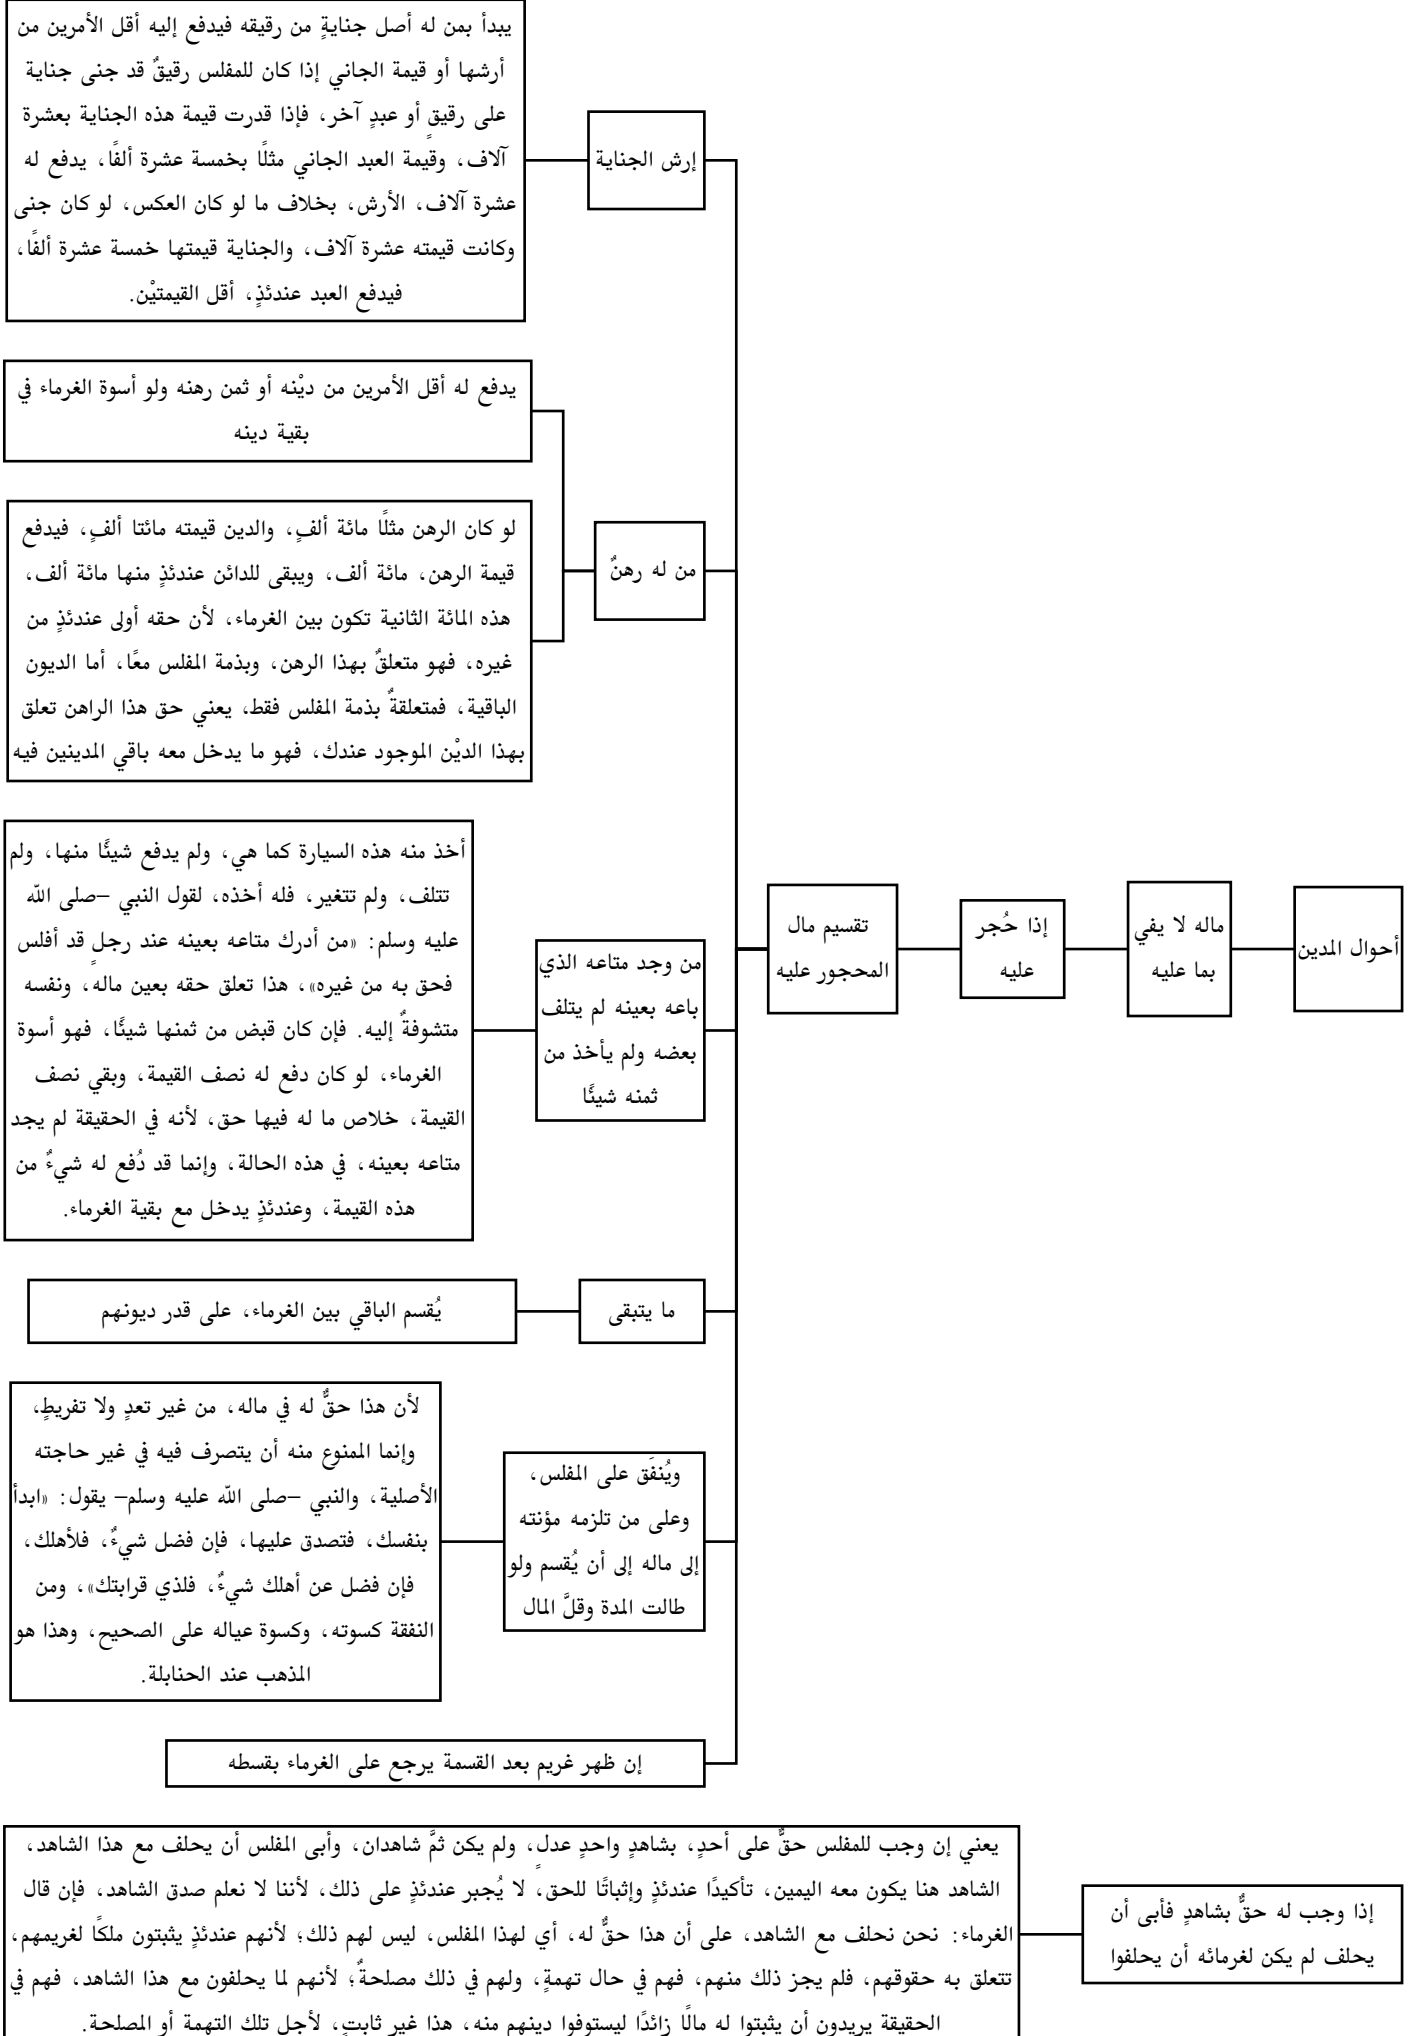 أحوال المدين
ماله لا يفي
بما عليه
إذا حُجر
عليه
تقسيم مال
المحجور عليه
إرش الجناية
يبدأ بمن له أصل جنايةٍ من رقيقه فيدفع إليه أقل الأمرين من
أرشها أو قيمة الجاني إذا كان للمفلس رقيقٌ قد جنى جناية
على رقيقٍ أو عبدٍ آخر، فإذا قدرت قيمة هذه الجناية بعشرة
آلاف، وقيمة العبد الجاني مثلًا بخمسة عشرة ألفًا، يدفع له
عشرة آلاف، الأرش، بخلاف ما لو كان العكس، لو كان جنى
وكانت قيمته عشرة آلاف، والجناية قيمتها خمسة عشرة ألفًا،
فيدفع العبد عندئذٍ، أقل القيمتيْن.
من له رهنٌ
يدفع له أقل الأمرين من ديْنه أو ثمن رهنه ولو أسوة الغرماء في
بقية دينه
لو كان الرهن مثلًا مائة ألفٍ، والدين قيمته مائتا ألفٍ، فيدفع
قيمة الرهن، مائة ألف، ويبقى للدائن عندئذٍ منها مائة ألف،
هذه المائة الثانية تكون بين الغرماء، لأن حقه أولى عندئذٍ من
غيره، فهو متعلقٌ بهذا الرهن، وبذمة المفلس معًا، أما الديون
الباقية، فمتعلقةٌ بذمة المفلس فقط، يعني حق هذا الراهن تعلق
بهذا الديْن الموجود عندك، فهو ما يدخل معه باقي المدينين فيه
من وجد متاعه الذي
باعه بعينه لم يتلف
بعضه ولم يأخذ من
ثمنه شيئًا
أخذ منه هذه السيارة كما هي، ولم يدفع شيئًا منها، ولم
تتلف، ولم تتغير، فله أخذه، لقول النبي –صلى الله
عليه وسلم: «من أدرك متاعه بعينه عند رجلٍ قد أفلس
فحق به من غيره»، هذا تعلق حقه بعين ماله، ونفسه
متشوفةٌ إليه. فإن كان قبض من ثمنها شيئًا، فهو أسوة
الغرماء، لو كان دفع له نصف القيمة، وبقي نصف
القيمة، خلاص ما له فيها حق، لأنه في الحقيقة لم يجد
متاعه بعينه، في هذه الحالة، وإنما قد دُفع له شيءٌ من
هذه القيمة، وعندئذٍ يدخل مع بقية الغرماء.
ما يتبقى
يُقسم الباقي بين الغرماء، على قدر ديونهم
ويُنفَق على المفلس،
وعلى من تلزمه مؤنته
إلى ماله إلى أن يُقسم ولو
طالت المدة وقلَّ المال
لأن هذا حقٌّ له في ماله، من غير تعدٍ ولا تفريطٍ،
وإنما المنوع منه أن يتصرف فيه في غير حاجته
الأصلية، والنبي –صلى الله عليه وسلم– يقول: «ابدأ
بنفسك، فتصدق عليها، فإن فضل شيءٌ، فلأهلك،
فإن فضل عن أهلك شيءٌ، فلذي قرابتك»، ومن
النفقة كسوته، وكسوة عياله على الصحيح، وهذا هو
المذهب عند الحنابلة.
إن ظهر غريم بعد القسمة يرجع على الغرماء بقسطه
إذا وجب له حقٌّ بشاهدٍ فأبى أن
يحلف لم يكن لغرمائه أن يحلفوا
يعني إن وجب للمفلس حقٌّ على أحدٍ، بشاهدٍ واحدٍ عدلٍ، ولم يكن ثمَّ شاهدان، وأبى المفلس أن يحلف مع هذا الشاهد،
الشاهد هنا يكون معه اليمين، تأكيدًا عندئذٍ وإثباتًا للحق، لا يُجبر عندئذٍ على ذلك، لأننا لا نعلم صدق الشاهد، فإن قال
الغرماء: نحن نحلف مع الشاهد، على أن هذا حقٌّ له، أي لهذا المفلس، ليس لهم ذلك؛ لأنهم عندئذٍ يثبتون ملكًا لغريمهم،
تتعلق به حقوقهم، فلم يجز ذلك منهم، فهم في حال تهمةٍ، ولهم في ذلك مصلحةٌ؛ لأنهم لما يحلفون مع هذا الشاهد، فهم في
الحقيقة يريدون أن يثبتوا له مالًا زائدًا ليستوفوا دينهم منه، هذا غير ثابتٍ، لأجل تلك التهمة أو المصلحة.